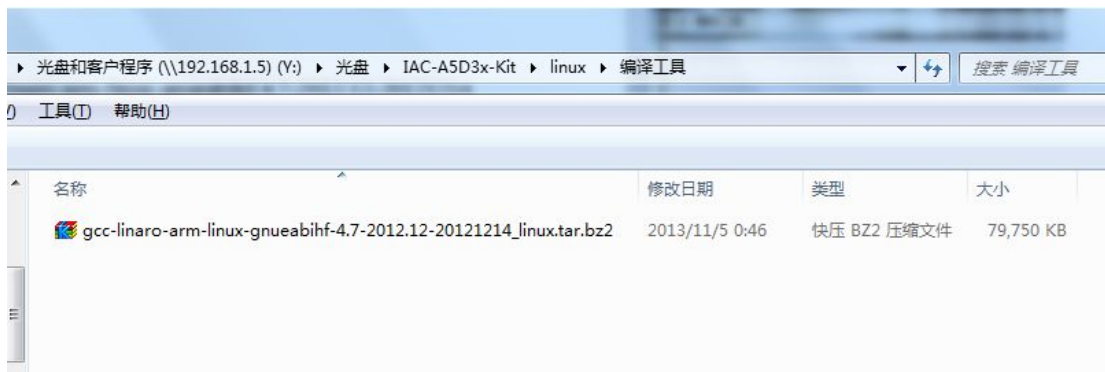 光盘和客户程序 (\\192.168.1.5) (Y:) ▸ 光盘 ▸ IAC-A5D3x-Kit ▸ linux ▸ 编译工具
搜索 编译工具
工具(T) 帮助(H)
名称 修改日期 类型 大小
gcc-linaro-arm-linux-gnueabihf-4.7-2012.12-20121214_linux.tar.bz2 2013/11/5 0:46 快压 BZ2 压缩文件 79,750 KB